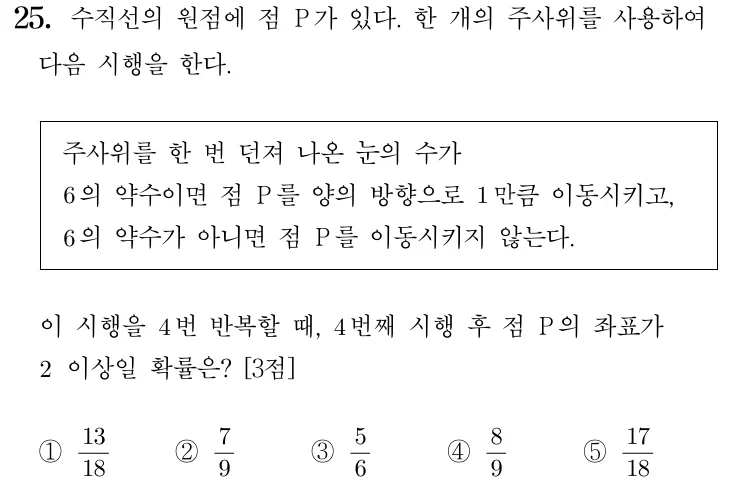 25. 수직선의 원점에 점 P가 있다. 한 개의 주사위를 사용하여
다음 시행을 한다.
주사위를 한 번 던져 나온 눈의 수가
6의 약수이면 점 P를 양의 방향으로 1만큼 이동시키고,
6의 약수가 아니면 점 P를 이동시키지 않는다.
이 시행을 4번 반복할 때, 4번째 시행 후 점 P의 좌표가
2 이상일 확률은? [3점]
① 13/18 ② 7/9 ③ 5/6 ④ 8/9 ⑤ 17/18